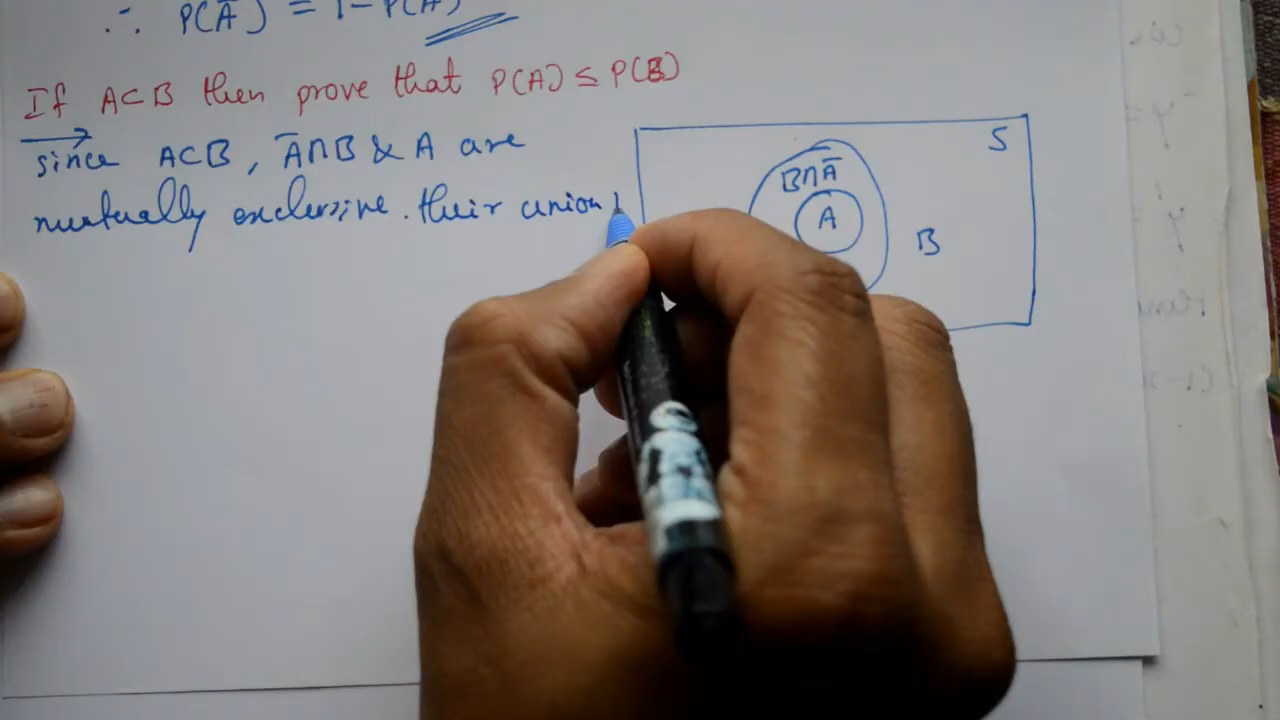 ∴ P(Ā) = 1 - P(A)
If A⊂B then prove that P(A) ≤ P(B)
since A⊂B, Ā∩B & A are
mutually exclusive. their union
S
B∩Ā
A
B